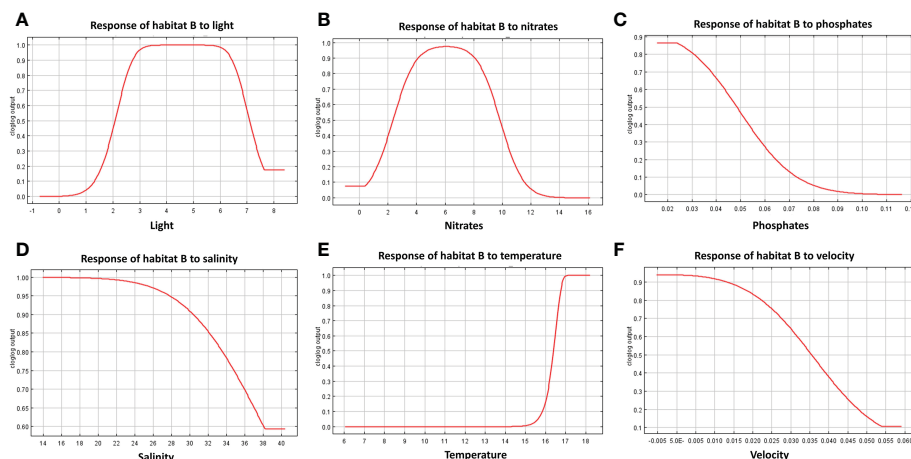 A
Response of habitat B to light
cloglog output
1.0
0.9
0.8
0.7
0.6
0.5
0.4
0.3
0.2
0.1
0.0
-1 0 1 2 3 4 5 6 7 8
Light
B
Response of habitat B to nitrates
cloglog output
1.0
0.9
0.8
0.7
0.6
0.5
0.4
0.3
0.2
0.1
0.0
0 2 4 6 8 10 12 14 16
Nitrates
C
Response of habitat B to phosphates
cloglog output
0.9
0.8
0.7
0.6
0.5
0.4
0.3
0.2
0.1
0.0
0.02 0.03 0.04 0.05 0.06 0.07 0.08 0.09 0.10 0.11
Phosphates
D
Response of habitat B to salinity
cloglog output
1.00
0.95
0.90
0.85
0.80
0.75
0.70
0.65
0.60
14 16 18 20 22 24 26 28 30 32 34 36 38 40
Salinity
E
Response of habitat B to temperature
cloglog output
1.0
0.9
0.8
0.7
0.6
0.5
0.4
0.3
0.2
0.1
0.0
6 7 8 9 10 11 12 13 14 15 16 17 18
Temperature
F
Response of habitat B to velocity
cloglog output
0.9
0.8
0.7
0.6
0.5
0.4
0.3
0.2
0.1
-0.005 5.0E- 0.005 0.010 0.015 0.020 0.025 0.030 0.035 0.040 0.045 0.050 0.055
Velocity